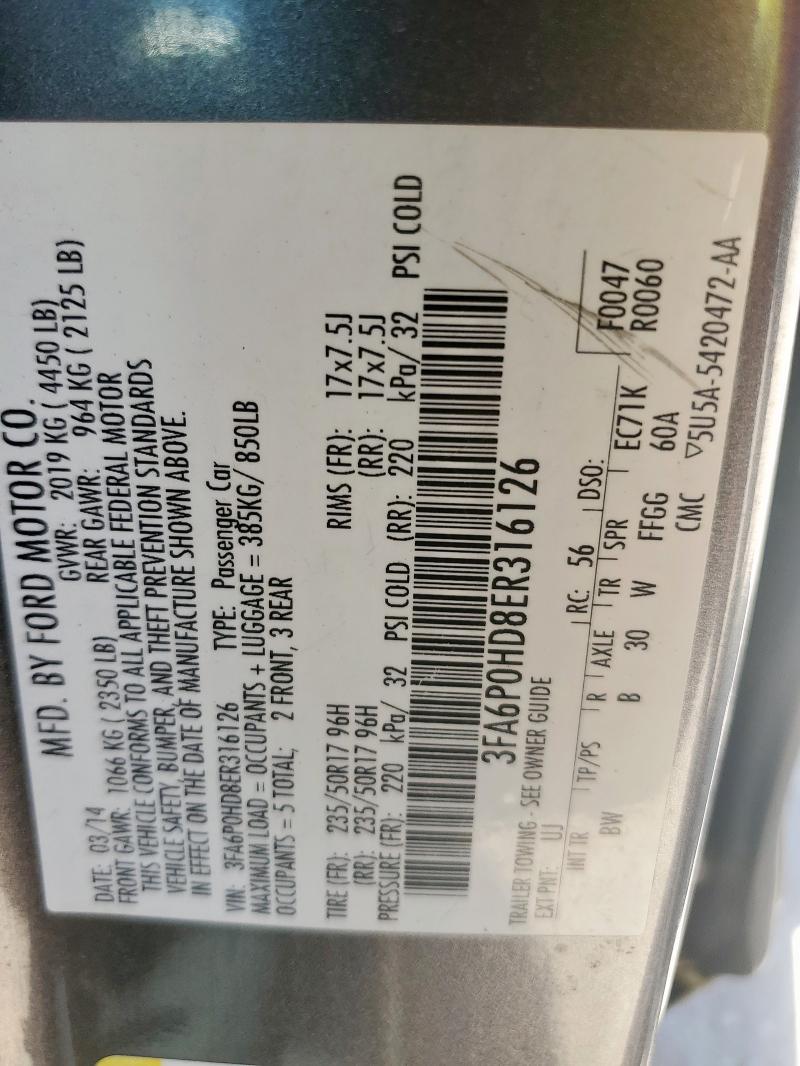 MFD. BY FORD MOTOR CO.
DATE: 03/14 GVWR: 2019 KG ( 4450 LB)
FRONT GAWR: 1066 KG ( 2350 LB) REAR GAWR: 964 KG ( 2125 LB)
THIS VEHICLE CONFORMS TO ALL APPLICABLE FEDERAL MOTOR
VEHICLE SAFETY, BUMPER, AND THEFT PREVENTION STANDARDS
IN EFFECT ON THE DATE OF MANUFACTURE SHOWN ABOVE.
VIN: 3FA6P0HD8ER316126 TYPE: Passenger Car
MAXIMUM LOAD = OCCUPANTS + LUGGAGE = 385KG/ 850LB
OCCUPANTS = 5 TOTAL; 2 FRONT, 3 REAR
TIRE (FR): 235/50R17 96H RIMS (FR): 17x7.5J
(RR): 235/50R17 96H (RR): 17x7.5J
PRESSURE (FR): 220 kPa/ 32 PSI COLD (RR): 220 kPa/ 32 PSI COLD
3FA6P0HD8ER316126
TRAILER TOWING - SEE OWNER GUIDE
EXT PNT: UJ RC: 56 DSO: F0047
INT TR TP/PS R AXLE TR SPR R0060
BW B 30 W EC71K
FFGG 60A
CMC ▽5U5A-5420472-AA